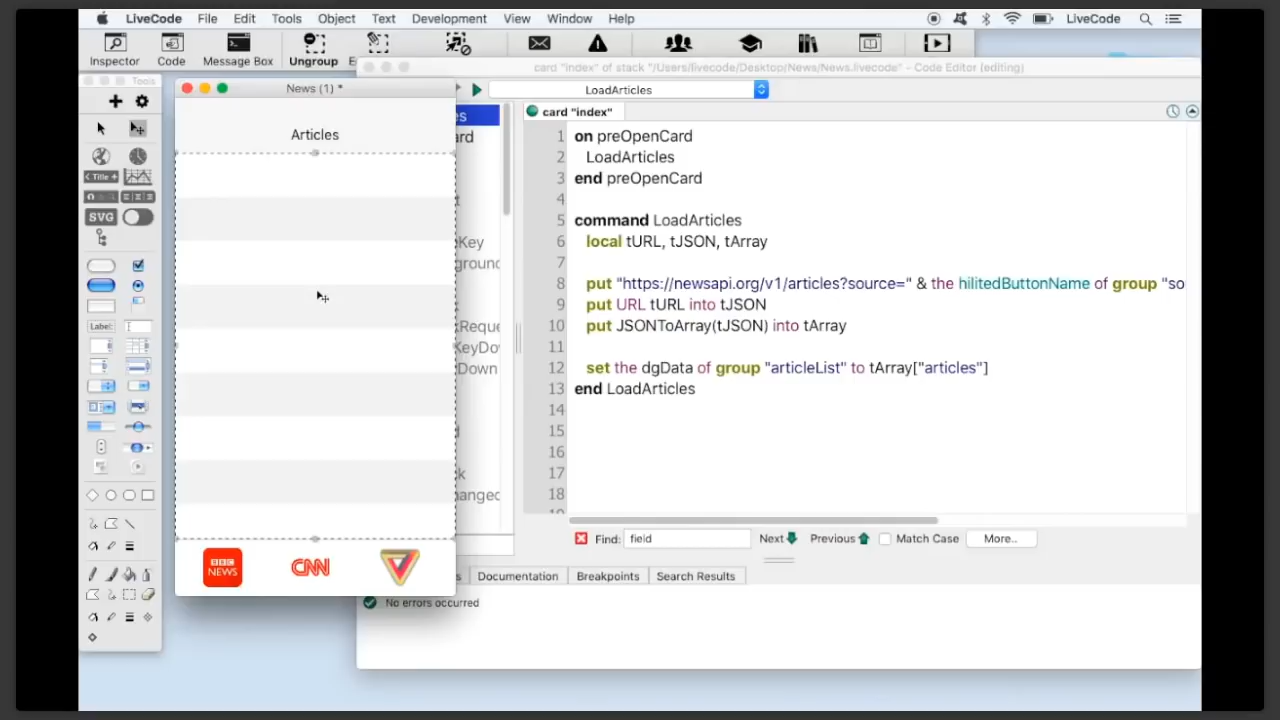 LiveCode File Edit Tools Object Text Development View Window Help LiveCode
Inspector Code Message Box Ungroup
card "index" of stack "/Users/livecode/Desktop/News/News.livecode" - Code Editor (editing)
Tools
News (1) *
LoadArticles
card "index"
Articles
< Title +
SVG
Label:
BBC
NEWS
CNN
1 on preOpenCard
2 LoadArticles
3 end preOpenCard
4
5 command LoadArticles
6 local tURL, tJSON, tArray
7
8 put "https://newsapi.org/v1/articles?source=" & the hilitedButtonName of group "so
9 put URL tURL into tJSON
10 put JSONToArray(tJSON) into tArray
11
12 set the dgData of group "articleList" to tArray["articles"]
13 end LoadArticles
14
15
16
17
18
Find: field Next Previous Match Case More..
Documentation Breakpoints Search Results
No errors occurred